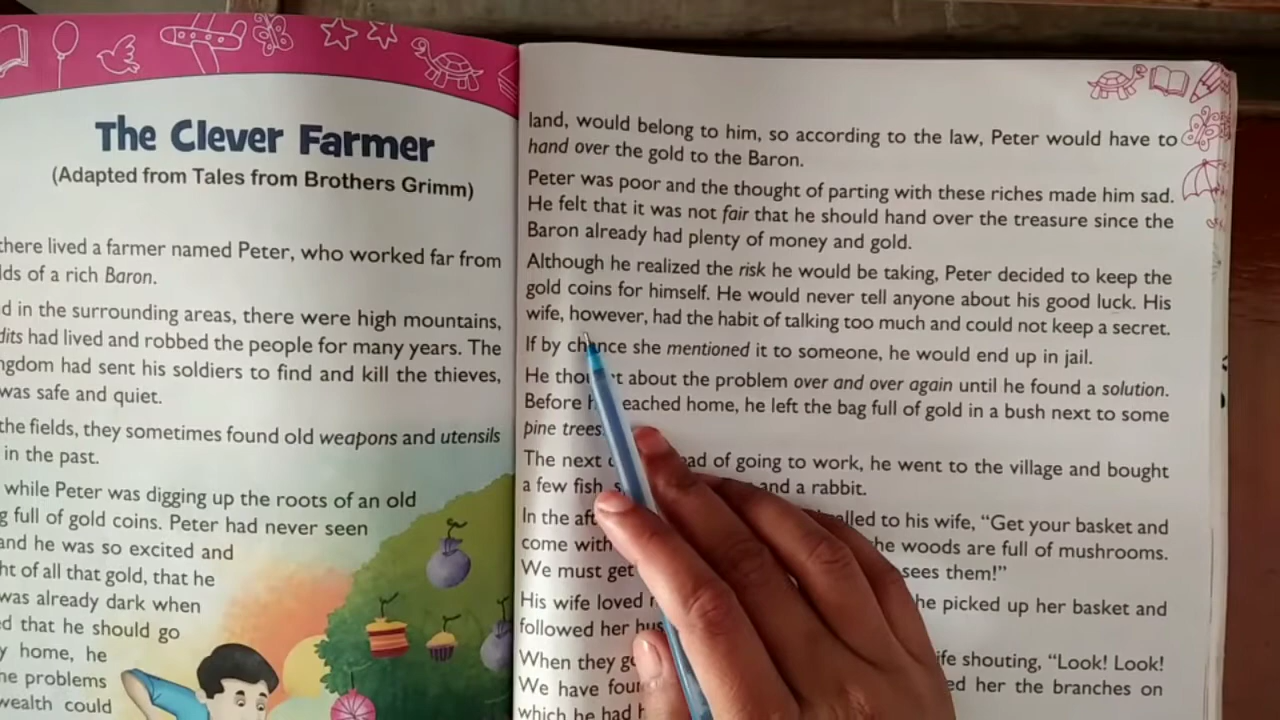 The Clever Farmer
(Adapted from Tales from Brothers Grimm)
there lived a farmer named Peter, who worked far from
of a rich Baron.
in the surrounding areas, there were high mountains,
had lived and robbed the people for many years. The
had sent his soldiers to find and kill the thieves,
was safe and quiet.
the fields, they sometimes found old weapons and utensils
in the past.
while Peter was digging up the roots of an old
full of gold coins. Peter had never seen
and he was so excited and
of all that gold, that he
was already dark when
that he should go
home, he
problems
wealth could
land, would belong to him, so according to the law, Peter would have to
hand over the gold to the Baron.
Peter was poor and the thought of parting with these riches made him sad.
He felt that it was not fair that he should hand over the treasure since the
Baron already had plenty of money and gold.
Although he realized the risk he would be taking, Peter decided to keep the
gold coins for himself. He would never tell anyone about his good luck. His
wife, however, had the habit of talking too much and could not keep a secret.
If by chance she mentioned it to someone, he would end up in jail.
He thought about the problem over and over again until he found a solution.
Before he reached home, he left the bag full of gold in a bush next to some
pine trees.
The next of going to work, he went to the village and bought
a few fish and a rabbit.
In the to his wife, “Get your basket and
come with the woods are full of mushrooms.
We must get sees them!”
His wife loved he picked up her basket and
followed her
When they shouting, “Look! Look!
We have her the branches on
which he had